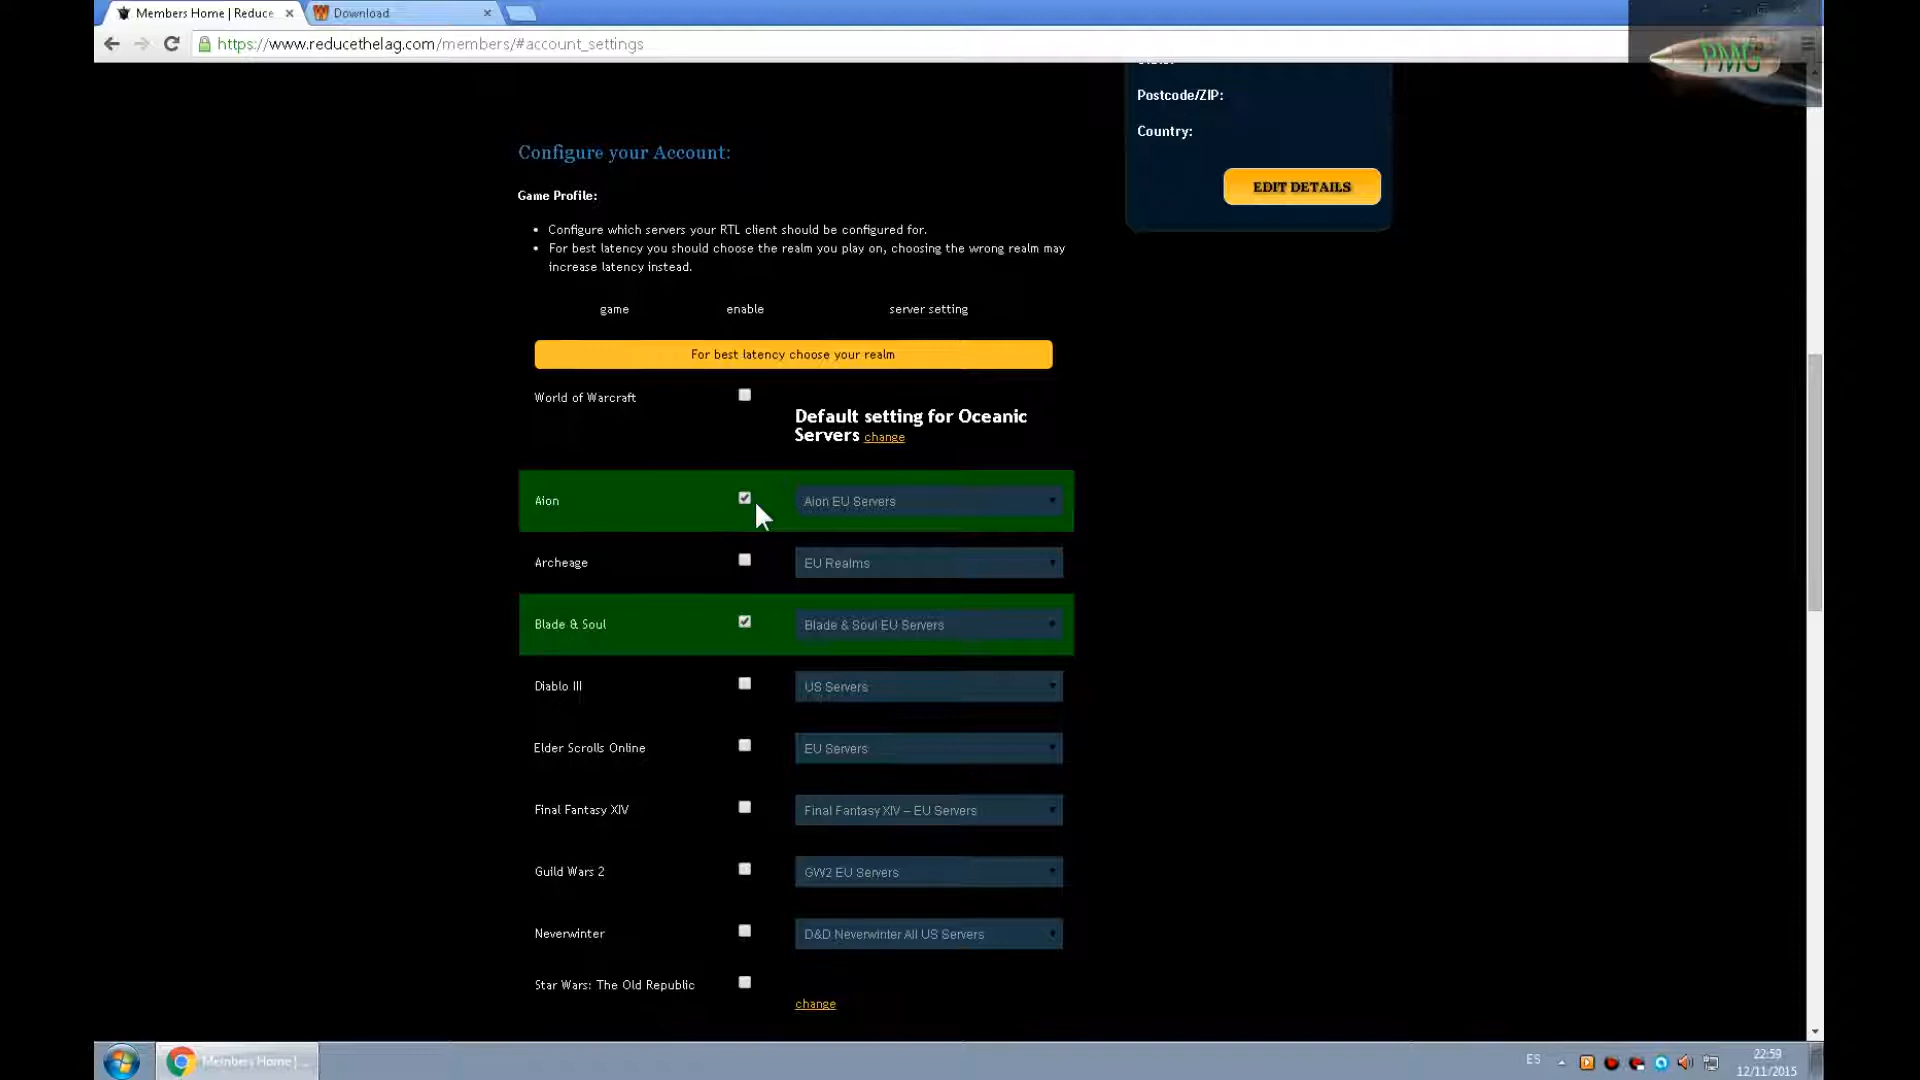 Members Home | Reduce
Download
https://www.reducethelag.com/members/#account_settings
PMG
Postcode/ZIP:
Country:
EDIT DETAILS
Configure your Account:
Game Profile:
• Configure which servers your RTL client should be configured for.
• For best latency you should choose the realm you play on, choosing the wrong realm may
increase latency instead.
game enable server setting
For best latency choose your realm
World of Warcraft
Default setting for Oceanic
Servers change
Aion Aion EU Servers
Archeage EU Realms
Blade & Soul Blade & Soul EU Servers
Diablo III US Servers
Elder Scrolls Online EU Servers
Final Fantasy XIV Final Fantasy XIV – EU Servers
Guild Wars 2 GW2 EU Servers
Neverwinter D&D Neverwinter All US Servers
Star Wars: The Old Republic
change
Members Home | ...
ES
22:59
12/11/2015